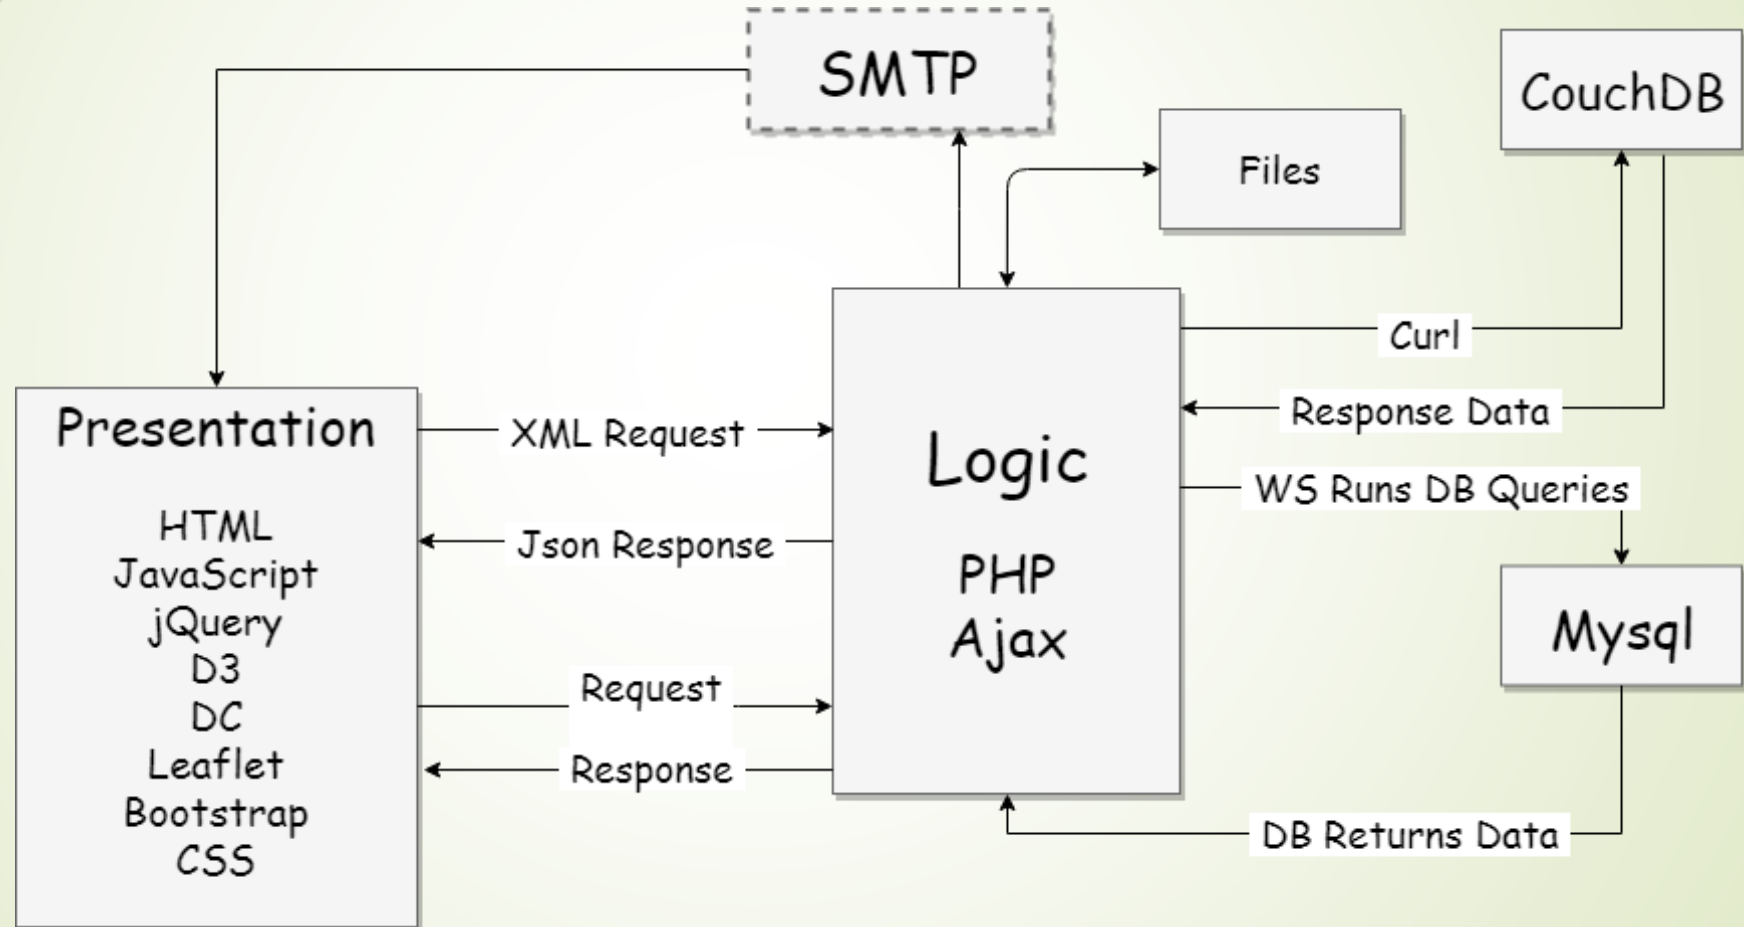 SMTP
CouchDB
Files
Curl
Presentation
XML Request
Response Data
Logic
WS Runs DB Queries
HTML
Json Response
JavaScript
PHP
jQuery
Ajax
Mysql
D3
Request
DC
Leaflet
Response
Bootstrap
DB Returns Data
CSS